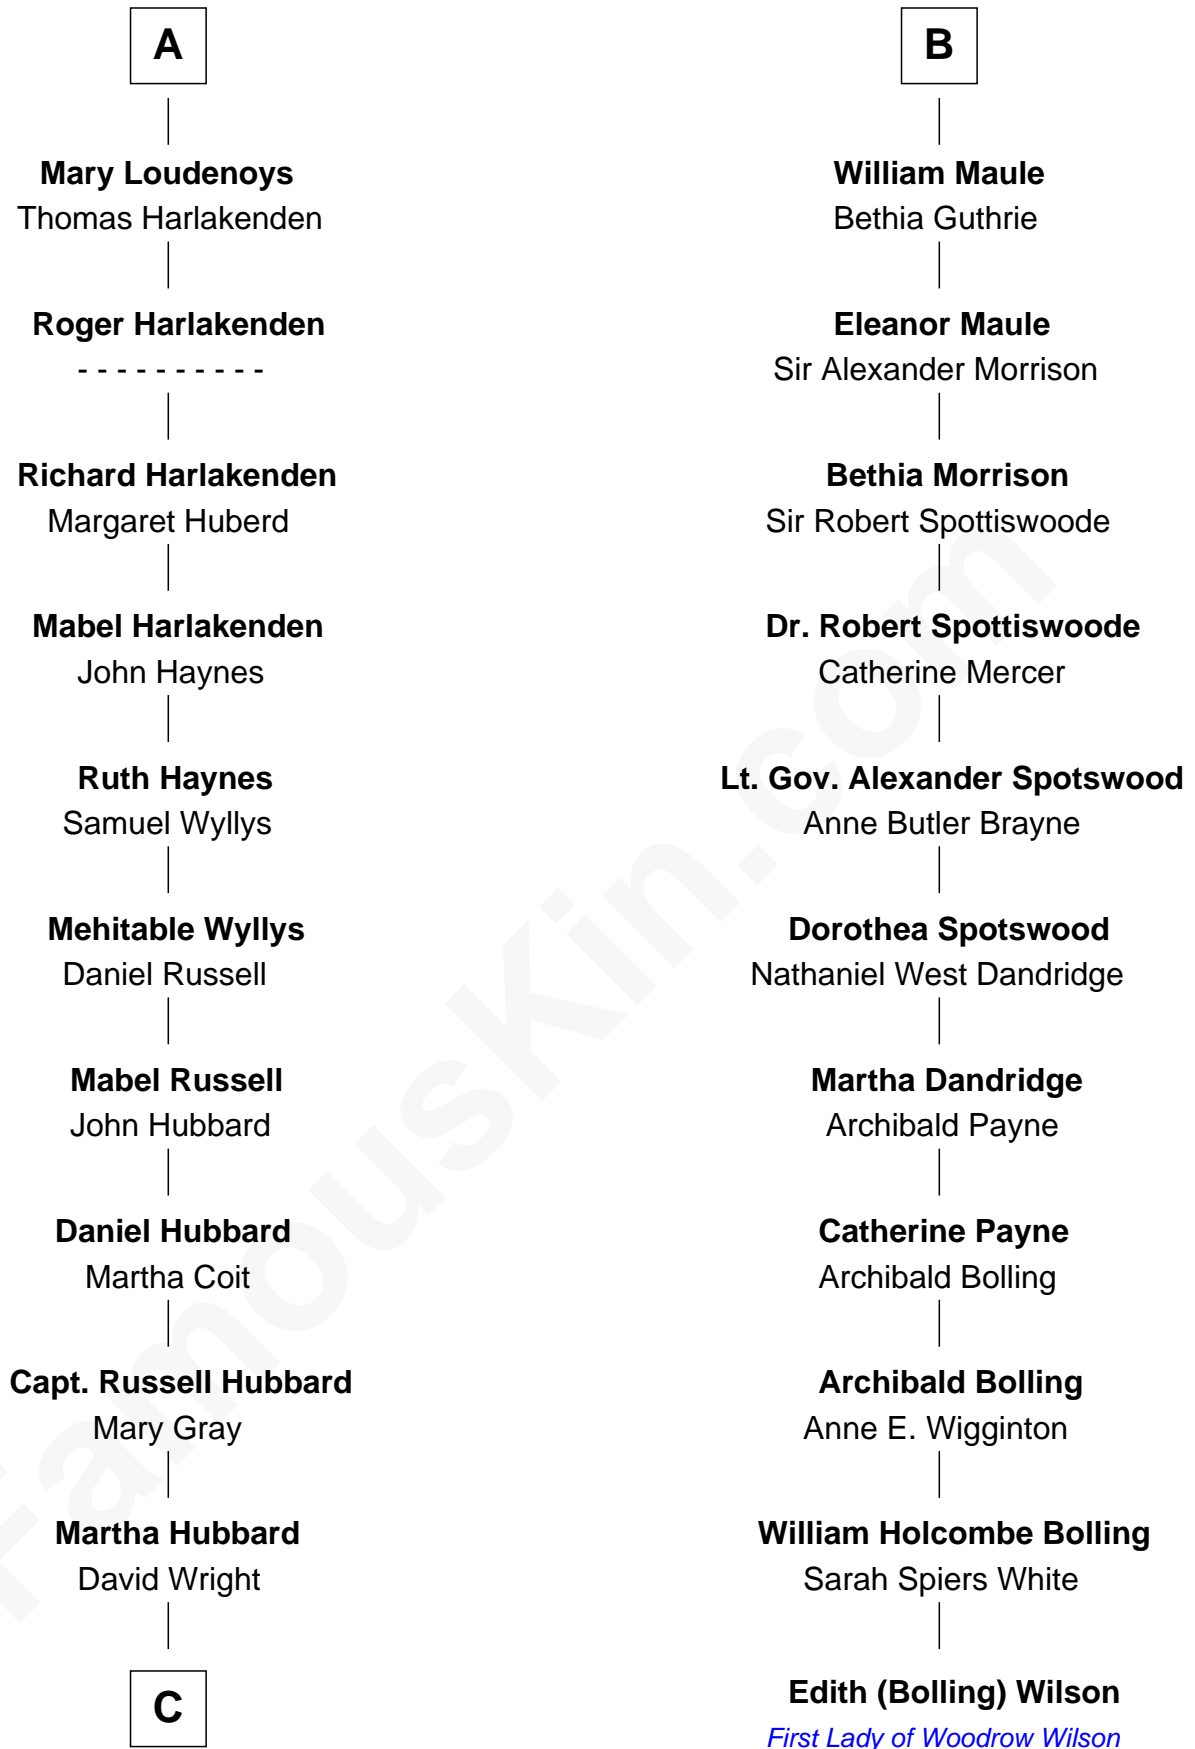 A
Mary Loudenoys
Thomas Harlakenden
Roger Harlakenden
- - - - - - - - - -
Richard Harlakenden
Margaret Huberd
Mabel Harlakenden
John Haynes
Ruth Haynes
Samuel Wyllys
Mehitable Wyllys
Daniel Russell
Mabel Russell
John Hubbard
Daniel Hubbard
Martha Coit
Capt. Russell Hubbard
Mary Gray
Martha Hubbard
David Wright
C
B
William Maule
Bethia Guthrie
Eleanor Maule
Sir Alexander Morrison
Bethia Morrison
Sir Robert Spottiswoode
Dr. Robert Spottiswoode
Catherine Mercer
Lt. Gov. Alexander Spotswood
Anne Butler Brayne
Dorothea Spotswood
Nathaniel West Dandridge
Martha Dandridge
Archibald Payne
Catherine Payne
Archibald Bolling
Archibald Bolling
Anne E. Wigginton
William Holcombe Bolling
Sarah Spiers White
Edith (Bolling) Wilson
First Lady of Woodrow Wilson
FamousKin.com